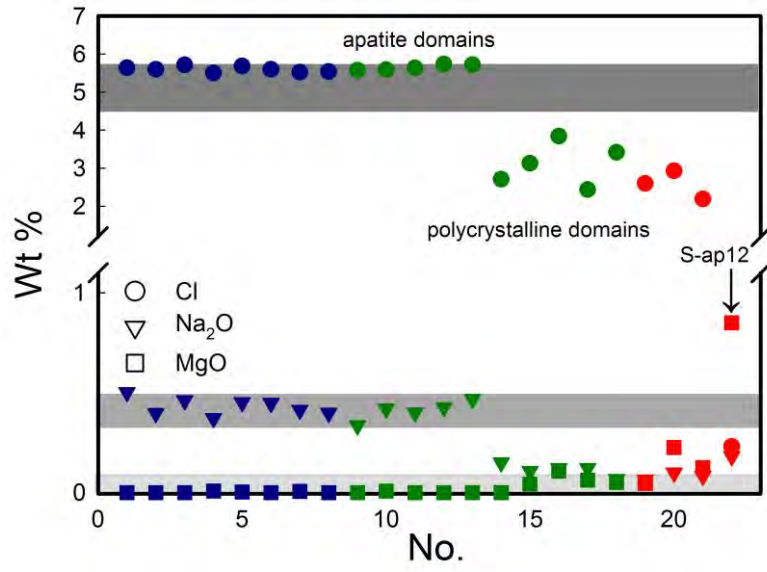 7
apatite domains
6
5
4
3
2
polycrystalline domains
S-ap12
Wt %
1
Cl
Na₂O
MgO
0
0 5 10 15 20
No.